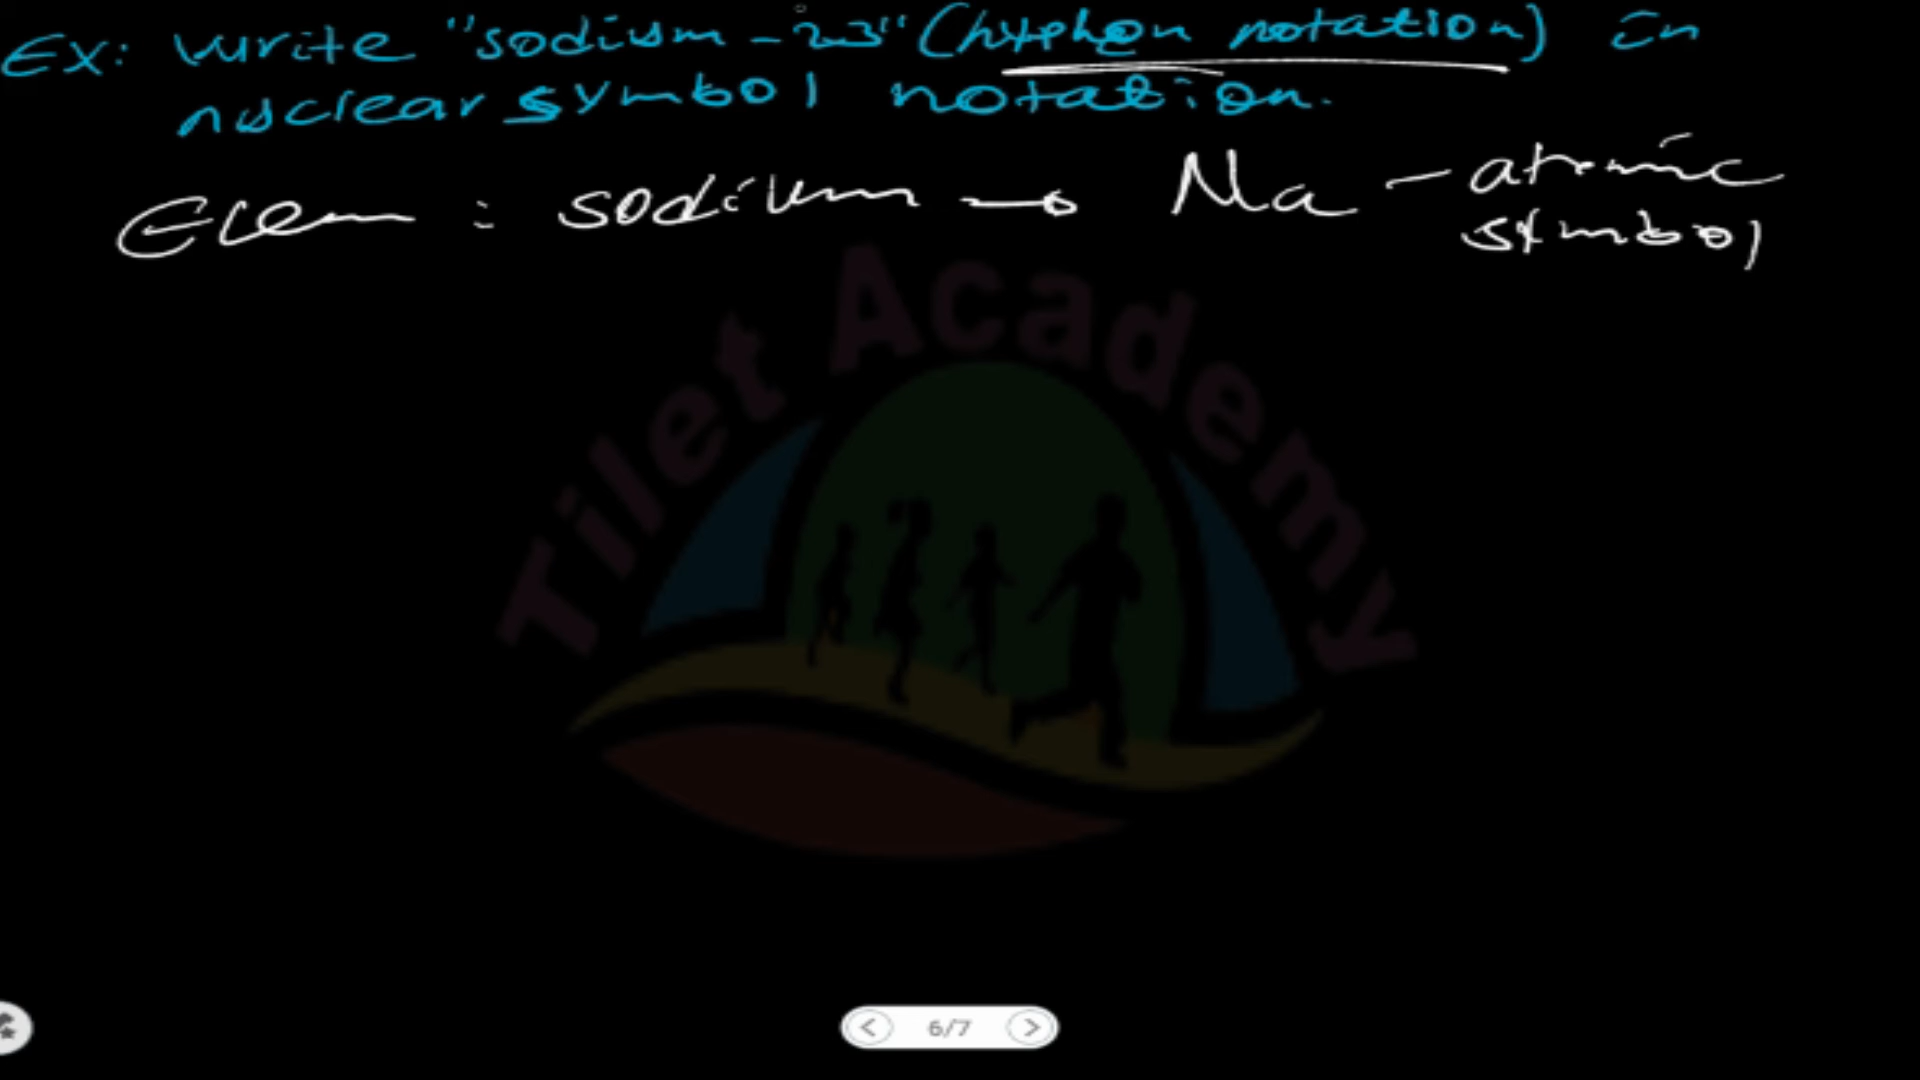 Ex: write "sodium-23" (hyphen notation) in
nuclear symbol notation.
Elem : sodium → Na - atomic
symbol
Tilet Academy
6/7